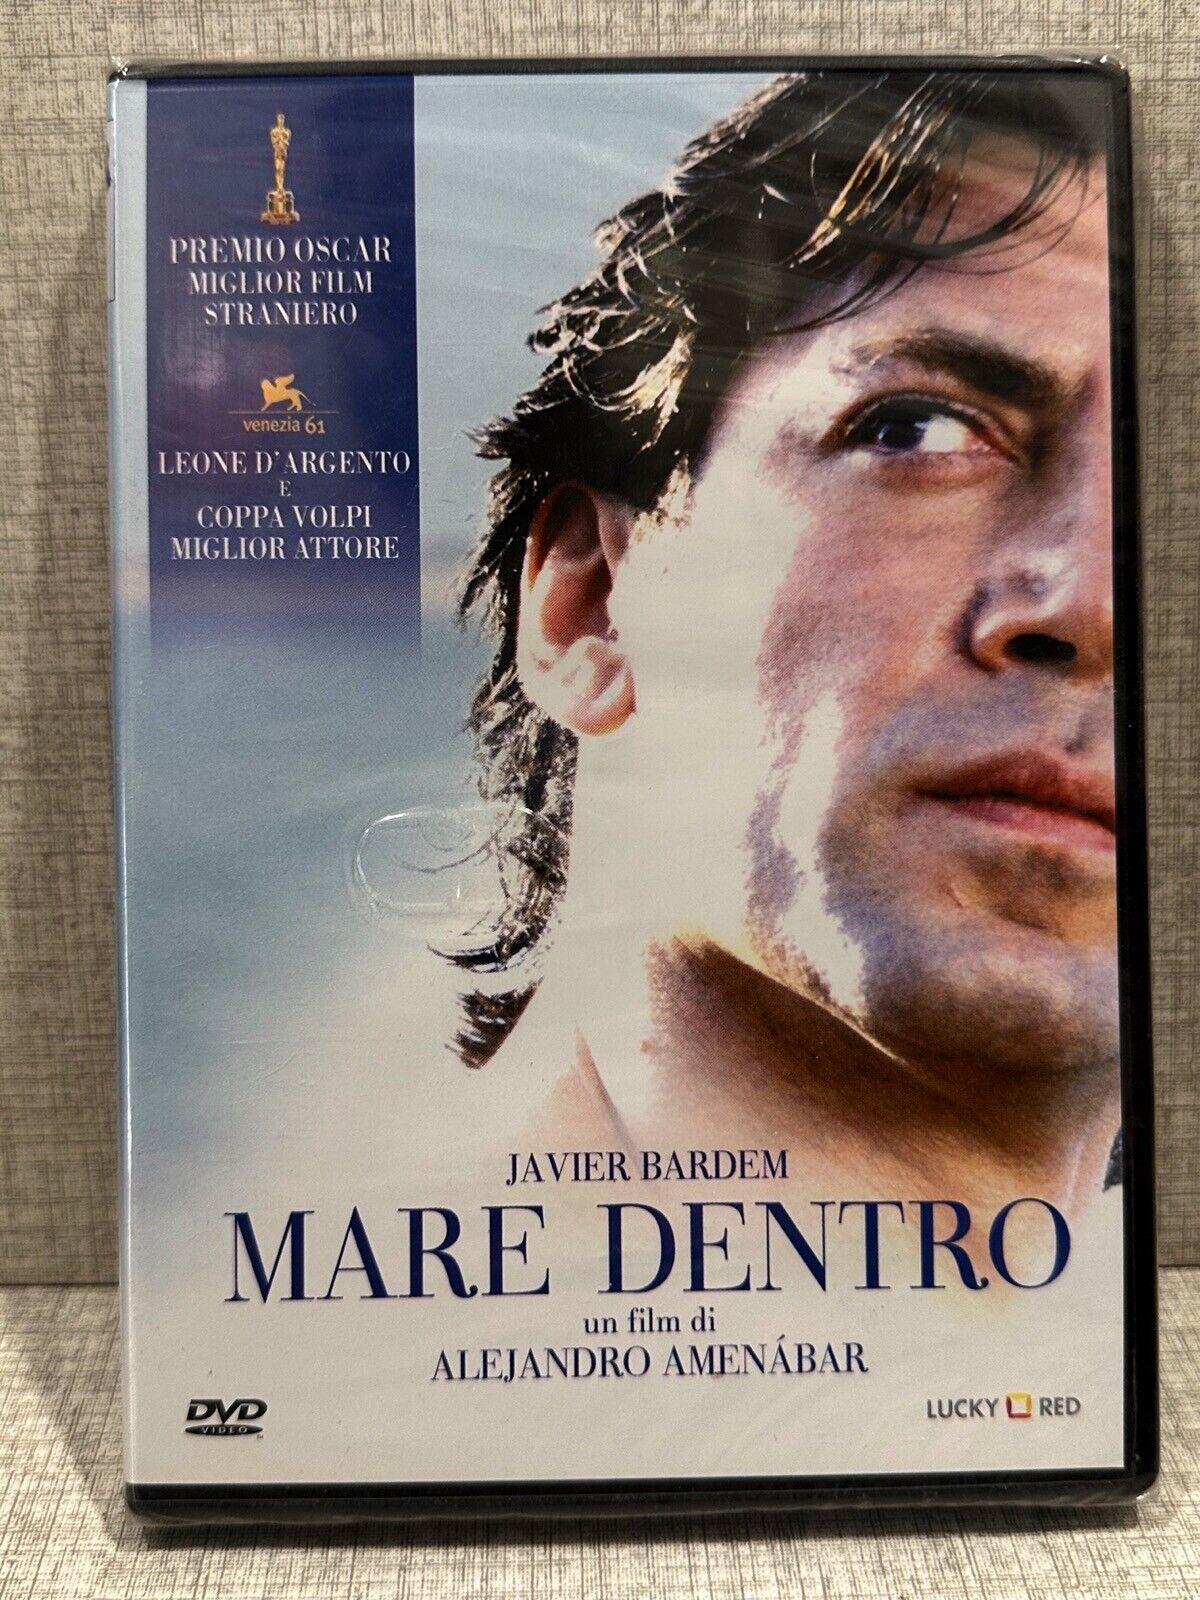 PREMIO OSCAR
MIGLIOR FILM
STRANIERO
venezia 61
LEONE D'ARGENTO
E
COPPA VOLPI
MIGLIOR ATTORE
JAVIER BARDEM
MARE DENTRO
un film di
ALEJANDRO AMENÁBAR
DVD
VIDEO
LUCKY RED